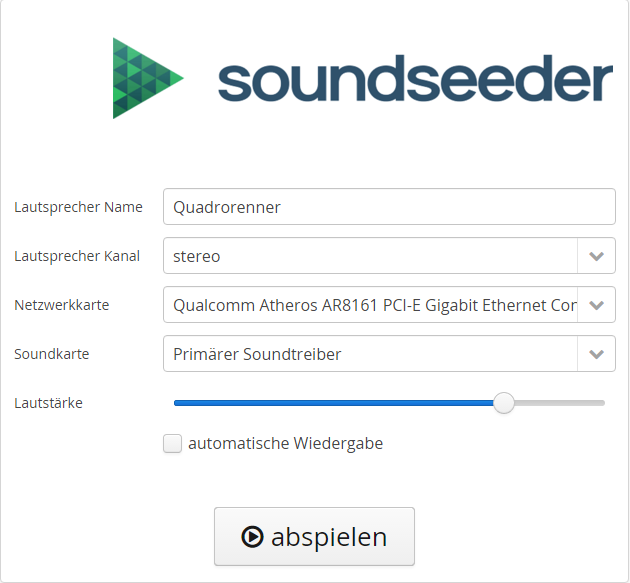 soundseeder
Lautsprecher Name
Quadrorenner
Lautsprecher Kanal
stereo
Netzwerkkarte
Qualcomm Atheros AR8161 PCI-E Gigabit Ethernet Con
Soundkarte
Primärer Soundtreiber
Lautstärke
automatische Wiedergabe
abspielen